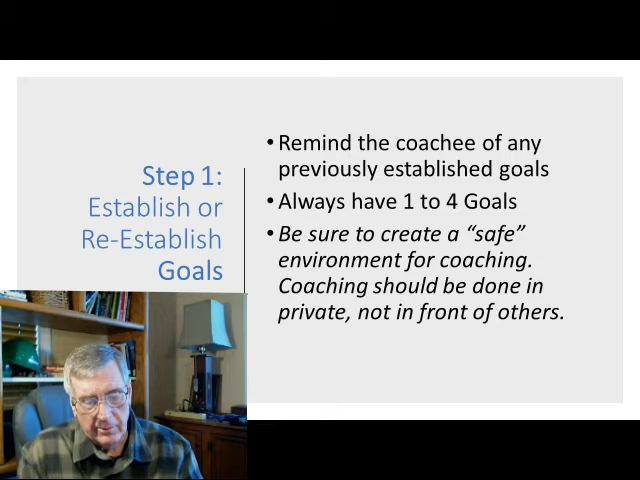 Step 1:
Establish or
Re-Establish
Goals
• Remind the coachee of any
previously established goals
• Always have 1 to 4 Goals
• Be sure to create a “safe”
environment for coaching.
Coaching should be done in
private, not in front of others.